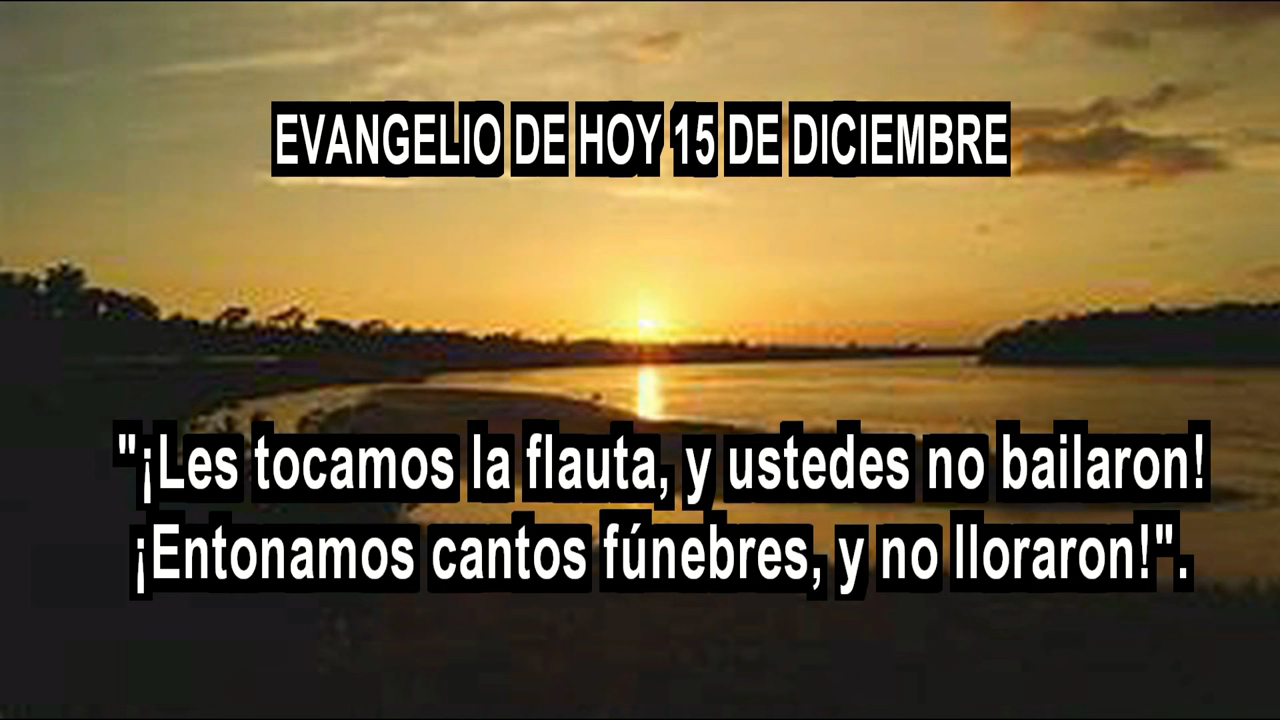 EVANGELIO DE HOY 15 DE DICIEMBRE
"¡Les tocamos la flauta, y ustedes no bailaron!
¡Entonamos cantos fúnebres, y no lloraron!".